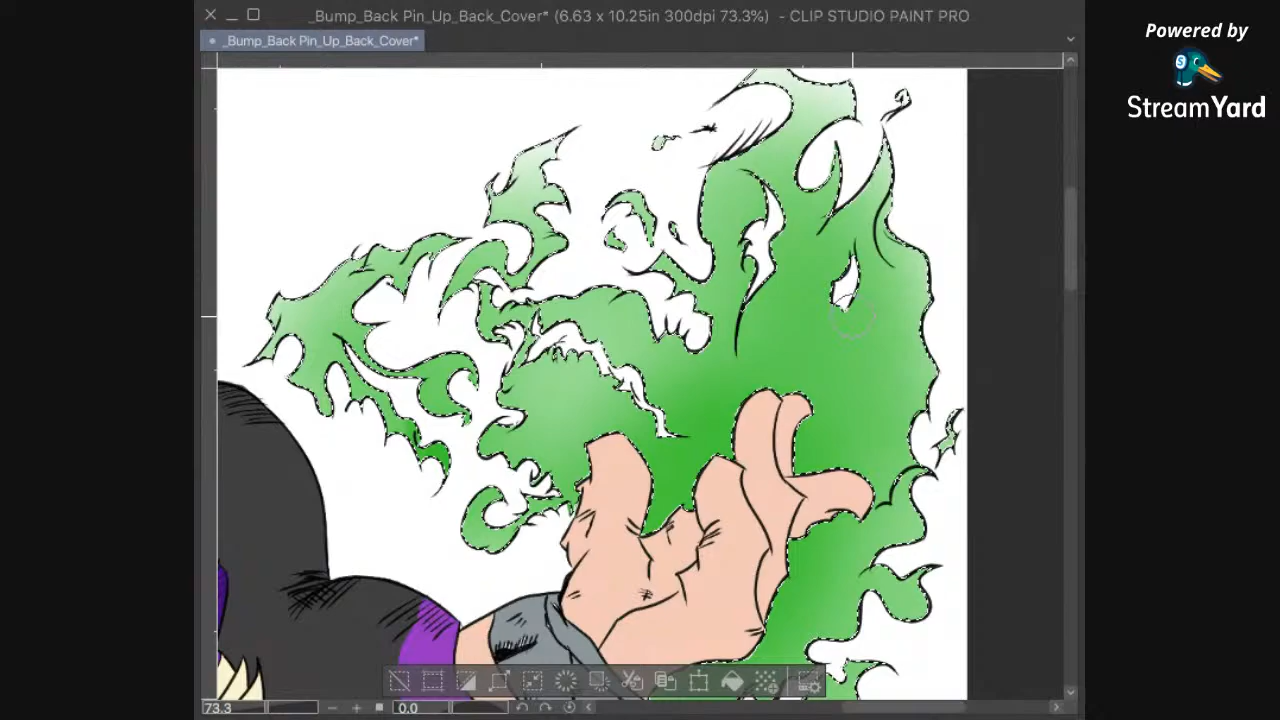 _Bump_Back Pin_Up_Back_Cover* (6.63 x 10.25in 300dpi 73.3%) - CLIP STUDIO PAINT PRO
Powered by
_Bump_Back Pin_Up_Back_Cover*
StreamYard
73.3
0.0